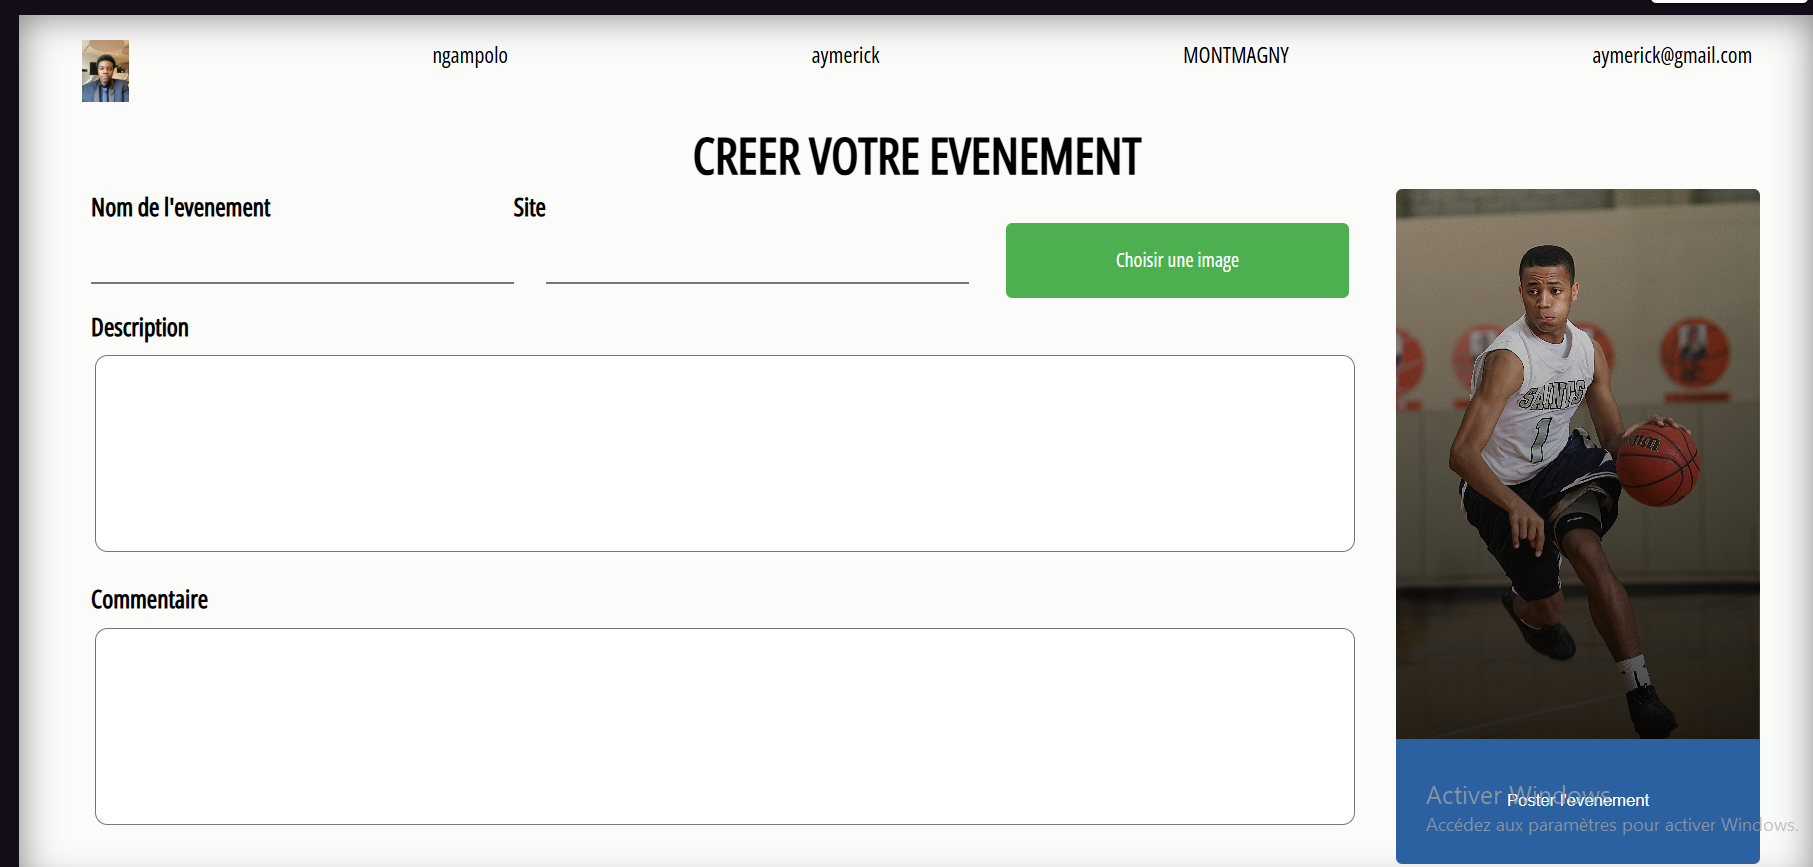 ngampolo aymerick MONTMAGNY aymerick@gmail.com
CREER VOTRE EVENEMENT
Nom de l'evenement Site
Choisir une image
Description
SAINTS
1
Commentaire
Activer Windows
Poster l'evenement
Accédez aux paramètres pour activer Windows.